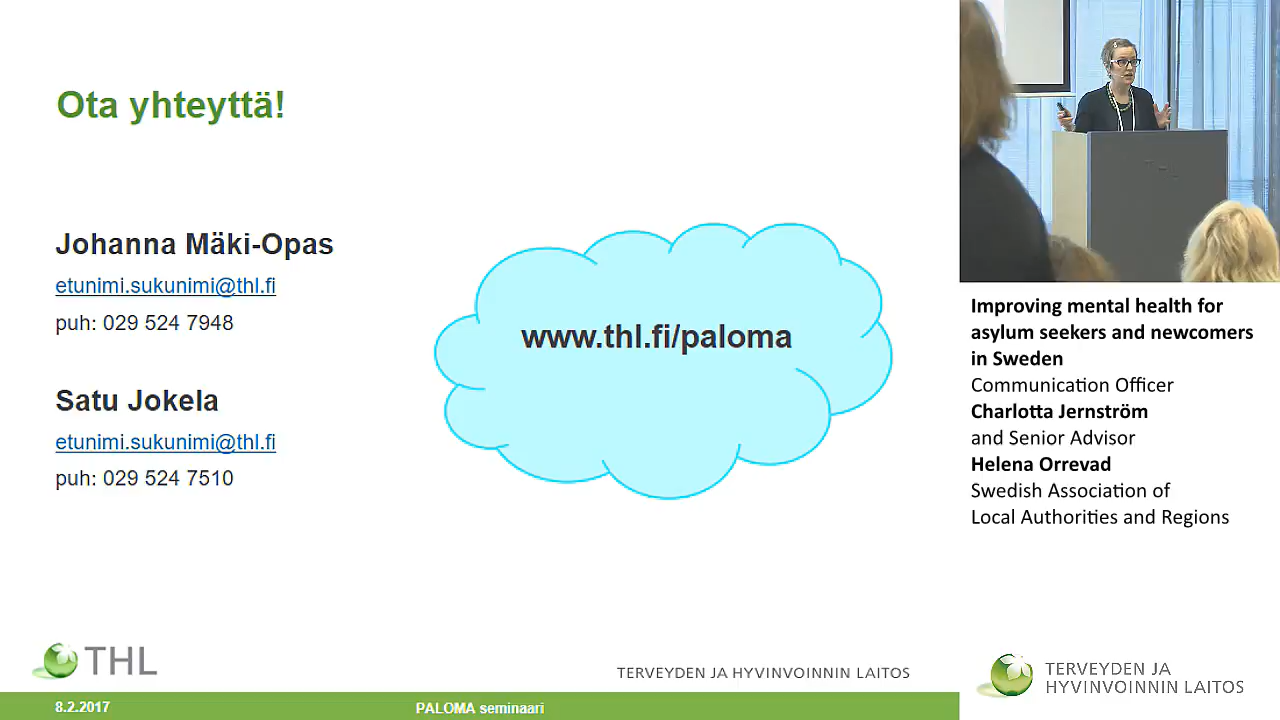 Ota yhteyttä!
Johanna Mäki-Opas
etunimi.sukunimi@thl.fi
puh: 029 524 7948
Satu Jokela
etunimi.sukunimi@thl.fi
puh: 029 524 7510
www.thl.fi/paloma
THL
TERVEYDEN JA HYVINVOINNIN LAITOS
8.2.2017
PALOMA seminaari
Improving mental health for
asylum seekers and newcomers
in Sweden
Communication Officer
Charlotta Jernström
and Senior Advisor
Helena Orrevad
Swedish Association of
Local Authorities and Regions
TERVEYDEN JA
HYVINVOINNIN LAITOS